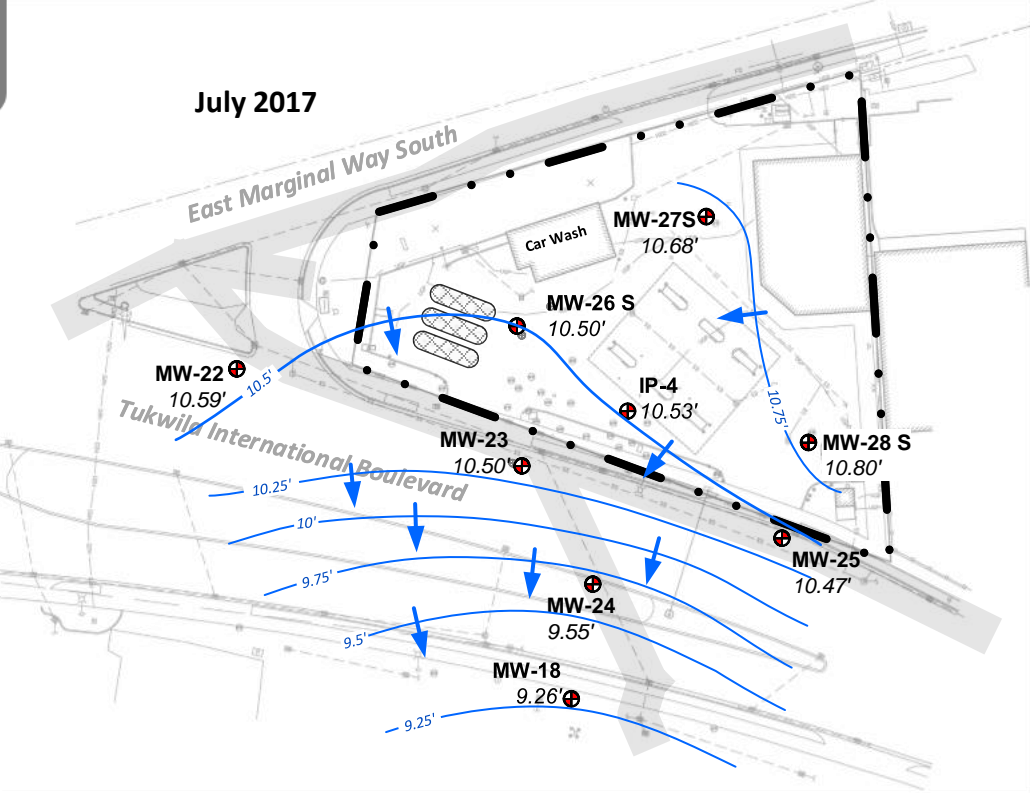 July 2017
East Marginal Way South
Car Wash
MW-27S
10.68'
MW-26 S
10.50'
MW-22
10.59'
10.5'
IP-4
10.53'
10.75'
Tukwila International Boulevard
MW-23
10.50'
MW-28 S
10.80'
10.25'
10'
MW-25
10.47'
9.75'
MW-24
9.55'
9.5'
MW-18
9.26'
9.25'